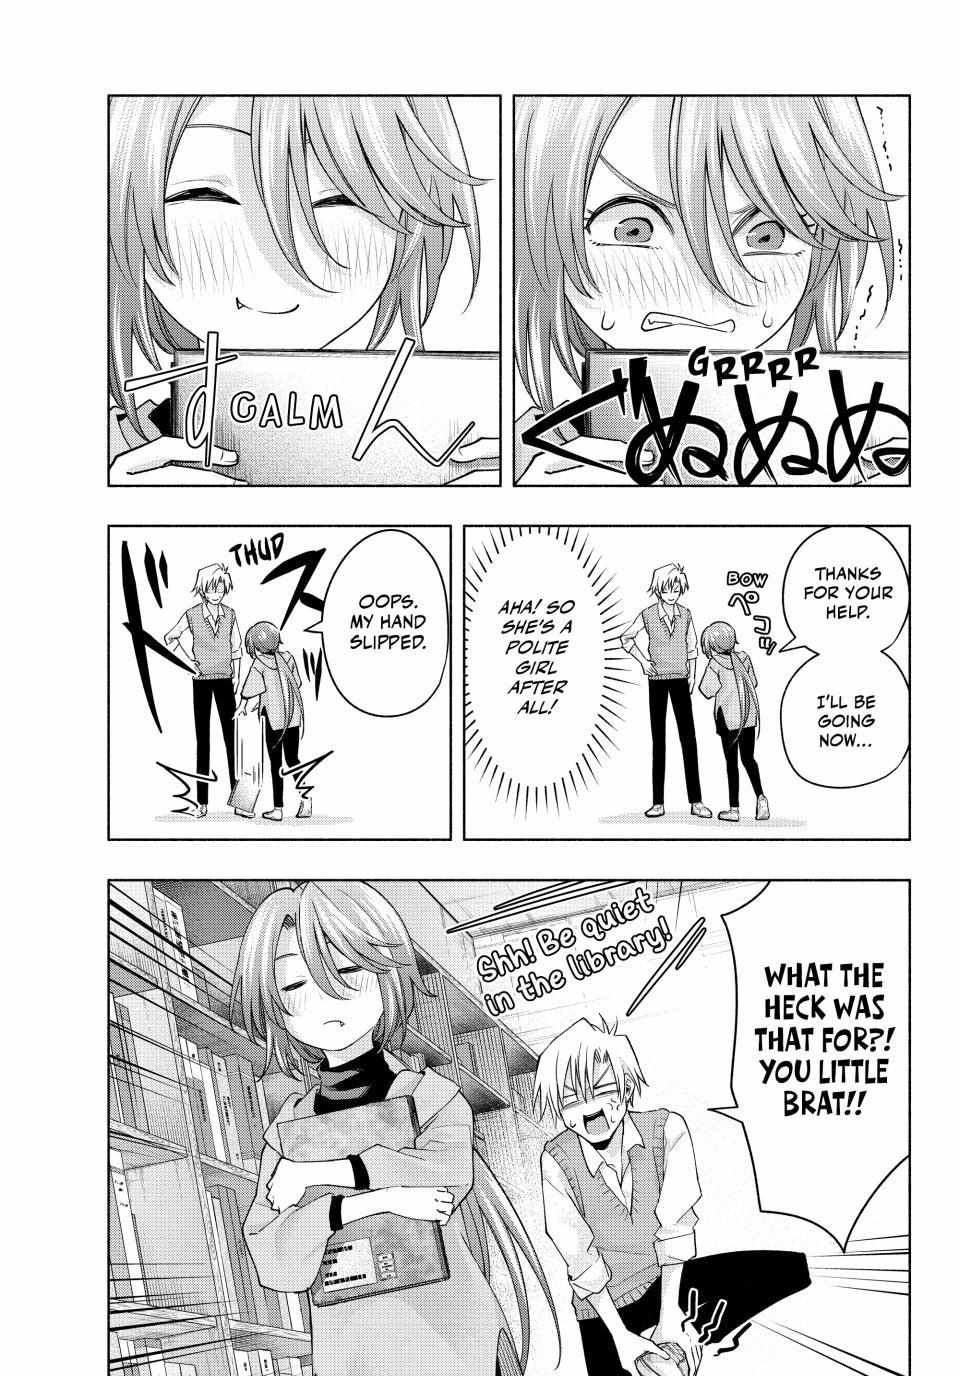 GRRRR
ぐぬぬぬ
CALM
すん
THANKS
FOR YOUR
HELP.
BOW
ペコッ
I'LL BE
GOING
NOW...
AHA! SO
SHE'S A
POLITE
GIRL
AFTER
ALL!
OOPS.
MY HAND
SLIPPED.
THUD
ドス
Shh! Be quiet
in the library!
WHAT THE
HECK WAS
THAT FOR?!
YOU LITTLE
BRAT!!